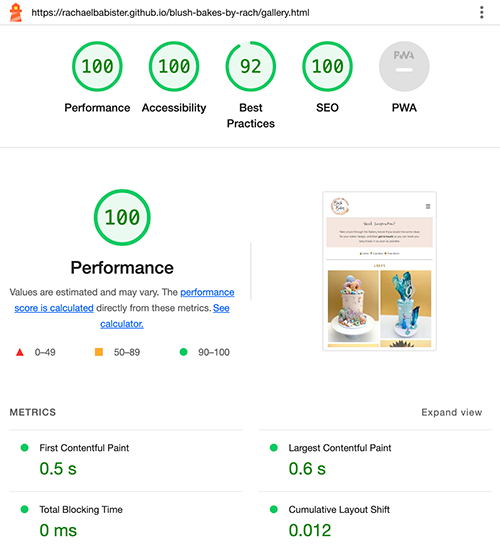 https://rachaelbabister.github.io/blush-bakes-by-rach/gallery.html
100 100 92 100 PWA
Performance Accessibility Best Practices SEO PWA
100
Performance
Values are estimated and may vary. The performance
score is calculated directly from these metrics. See
calculator.
0–49 50–89 90–100
Need Inspiration?
CAKES
METRICS Expand view
First Contentful Paint Largest Contentful Paint
0.5 s 0.6 s
Total Blocking Time Cumulative Layout Shift
0 ms 0.012